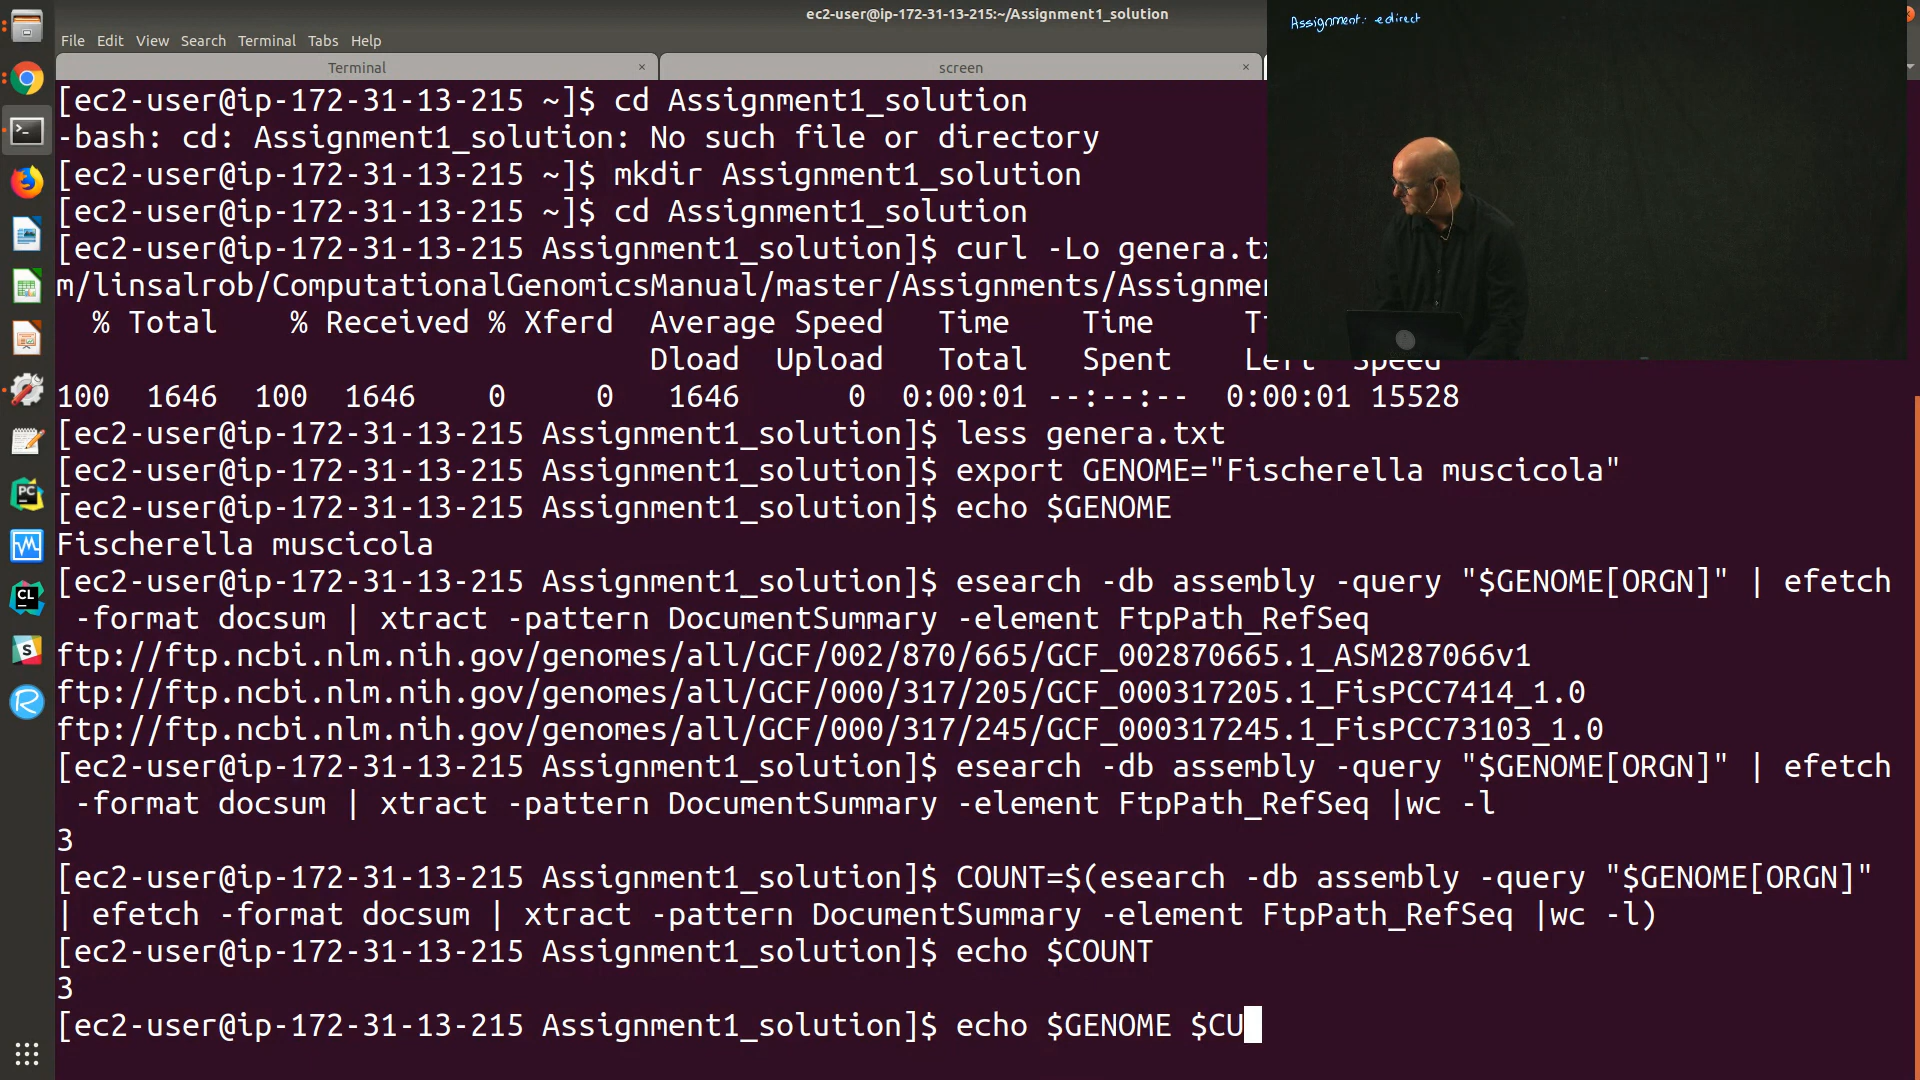 ec2-user@ip-172-31-13-215:~/Assignment1_solution
Assignment: edirect
File Edit View Search Terminal Tabs Help
Terminal × screen ×
[ec2-user@ip-172-31-13-215 ~]$ cd Assignment1_solution
-bash: cd: Assignment1_solution: No such file or directory
[ec2-user@ip-172-31-13-215 ~]$ mkdir Assignment1_solution
[ec2-user@ip-172-31-13-215 ~]$ cd Assignment1_solution
[ec2-user@ip-172-31-13-215 Assignment1_solution]$ curl -Lo genera.tx
m/linsalrob/ComputationalGenomicsManual/master/Assignments/Assignmen
% Total % Received % Xferd Average Speed Time Time
Dload Upload Total Spent Left Speed
100 1646 100 1646 0 0 1646 0 0:00:01 --:--:-- 0:00:01 15528
[ec2-user@ip-172-31-13-215 Assignment1_solution]$ less genera.txt
[ec2-user@ip-172-31-13-215 Assignment1_solution]$ export GENOME="Fischerella muscicola"
[ec2-user@ip-172-31-13-215 Assignment1_solution]$ echo $GENOME
Fischerella muscicola
[ec2-user@ip-172-31-13-215 Assignment1_solution]$ esearch -db assembly -query "$GENOME[ORGN]" | efetch
-format docsum | xtract -pattern DocumentSummary -element FtpPath_RefSeq
ftp://ftp.ncbi.nlm.nih.gov/genomes/all/GCF/002/870/665/GCF_002870665.1_ASM287066v1
ftp://ftp.ncbi.nlm.nih.gov/genomes/all/GCF/000/317/205/GCF_000317205.1_FisPCC7414_1.0
ftp://ftp.ncbi.nlm.nih.gov/genomes/all/GCF/000/317/245/GCF_000317245.1_FisPCC73103_1.0
[ec2-user@ip-172-31-13-215 Assignment1_solution]$ esearch -db assembly -query "$GENOME[ORGN]" | efetch
-format docsum | xtract -pattern DocumentSummary -element FtpPath_RefSeq |wc -l
3
[ec2-user@ip-172-31-13-215 Assignment1_solution]$ COUNT=$(esearch -db assembly -query "$GENOME[ORGN]"
| efetch -format docsum | xtract -pattern DocumentSummary -element FtpPath_RefSeq |wc -l)
[ec2-user@ip-172-31-13-215 Assignment1_solution]$ echo $COUNT
3
[ec2-user@ip-172-31-13-215 Assignment1_solution]$ echo $GENOME $CU
PC
CL
S
R